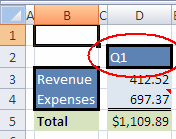 B D
1
2 Q1
3 Revenue 412.52
4 Expenses 697.37
5 Total $1,109.89